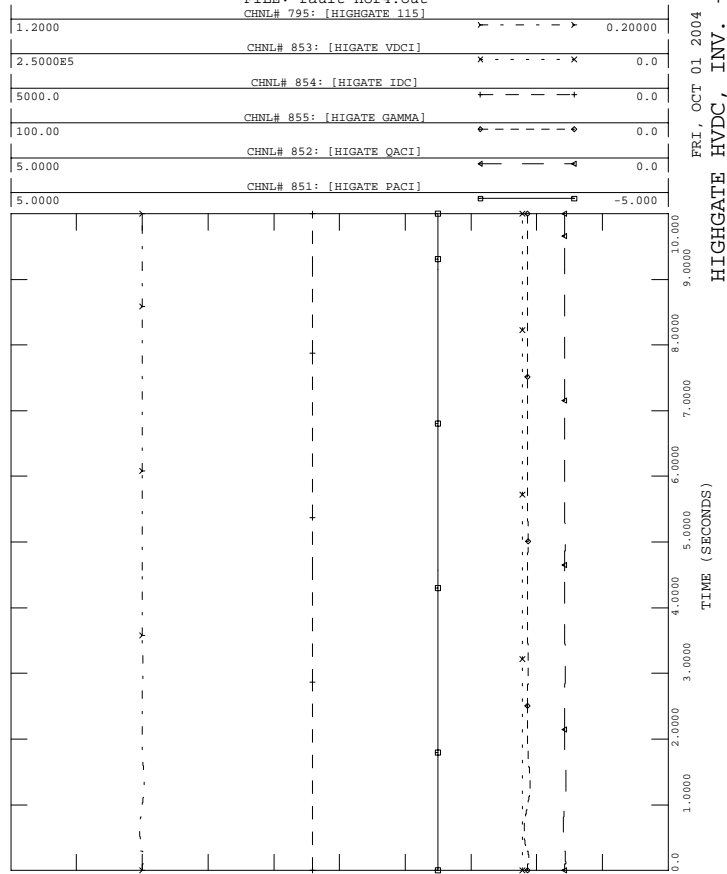 FILE: fault nof4.out
CHNL# 795: [HIGHGATE 115]
1.2000 0.20000
CHNL# 853: [HIGATE VDCI]
2.5000E5 0.0
CHNL# 854: [HIGATE IDC]
5000.0 0.0
CHNL# 855: [HIGATE GAMMA]
100.00 0.0
CHNL# 852: [HIGATE QACI]
5.0000 0.0
CHNL# 851: [HIGATE PACI]
5.0000 -5.000
FRI, OCT 01 2004
HIGHGATE HVDC, INV. -
10.000
9.0000
8.0000
7.0000
6.0000
5.0000
4.0000
3.0000
2.0000
1.0000
0.0
TIME (SECONDS)